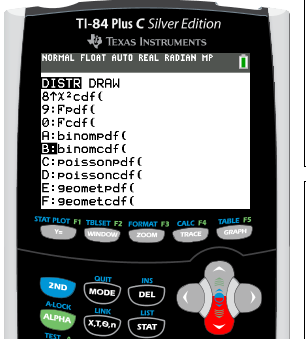 TI-84 Plus C Silver Edition
TEXAS INSTRUMENTS
NORMAL FLOAT AUTO REAL RADIAN MP
DISTR DRAW
8↑χ²cdf(
9:Fpdf(
0:Fcdf(
A:binompdf(
B:binomcdf(
C:poissonpdf(
D:poissoncdf(
E:geometpdf(
F:geometcdf(
STAT PLOT F1 TBLSET F2 FORMAT F3 CALC F4 TABLE F5
Y= WINDOW ZOOM TRACE GRAPH
QUIT INS
2ND MODE DEL
A-LOCK LINK LIST
ALPHA X,T,Θ,n STAT
TEST A